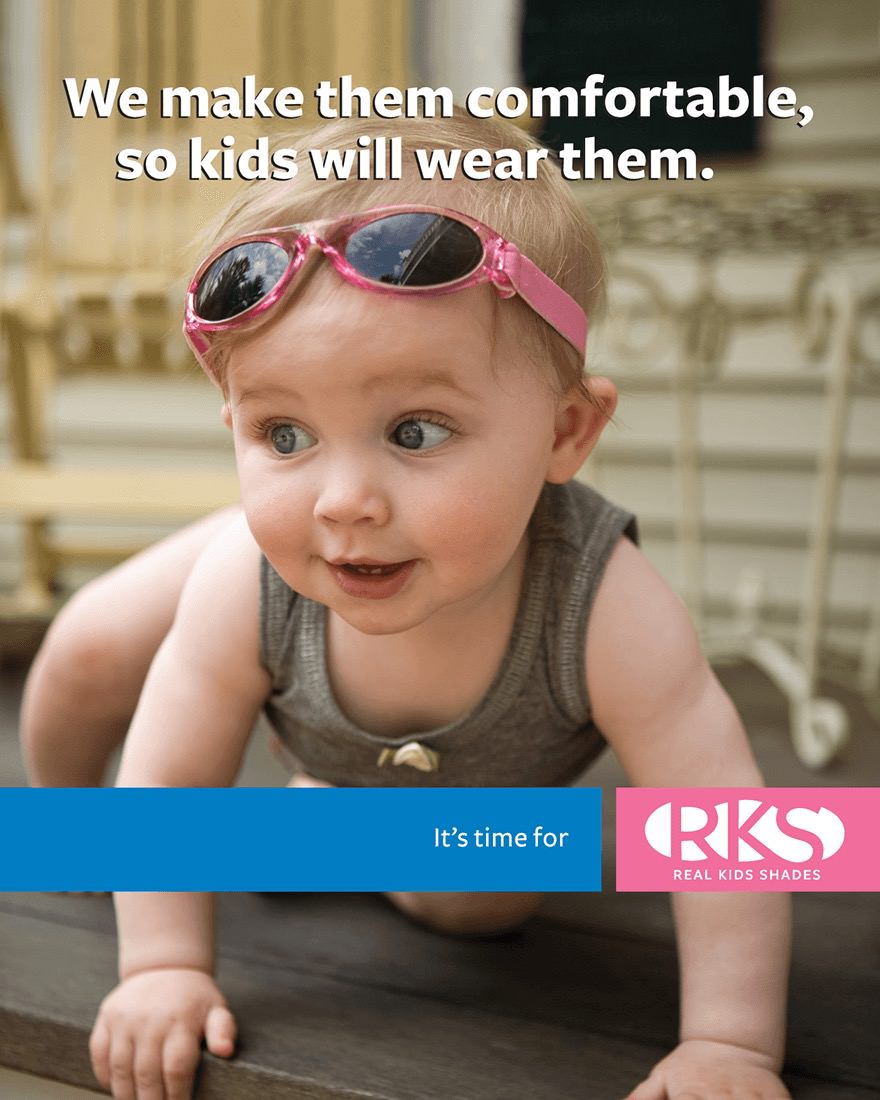 We make them comfortable,
so kids will wear them.
It's time for
RKS
REAL KIDS SHADES